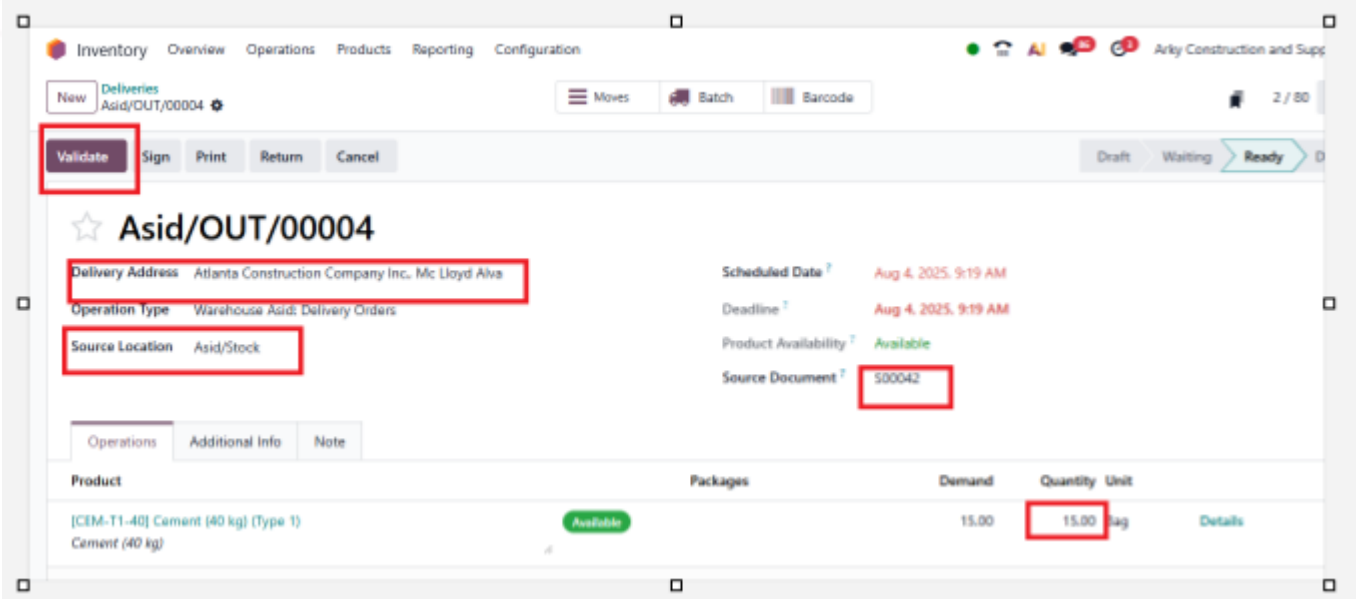 Inventory Overview Operations Products Reporting Configuration AI 3 Arky Construction and Supp
New Deliveries
Asid/OUT/00004 Moves Batch Barcode 2 / 80
Validate Sign Print Return Cancel Draft Waiting Ready D
Asid/OUT/00004
Delivery Address Atlanta Construction Company Inc., Mc Lloyd Alva Scheduled Date ? Aug 4, 2025, 9:19 AM
Operation Type Warehouse Asid: Delivery Orders Deadline ? Aug 4, 2025, 9:19 AM
Source Location Asid/Stock Product Availability ? Available
Source Document ? S00042
Operations Additional Info Note
Product Packages Demand Quantity Unit
[CEM-T1-40] Cement (40 kg) (Type 1) Available 15.00 15.00 Bag Details
Cement (40 kg)